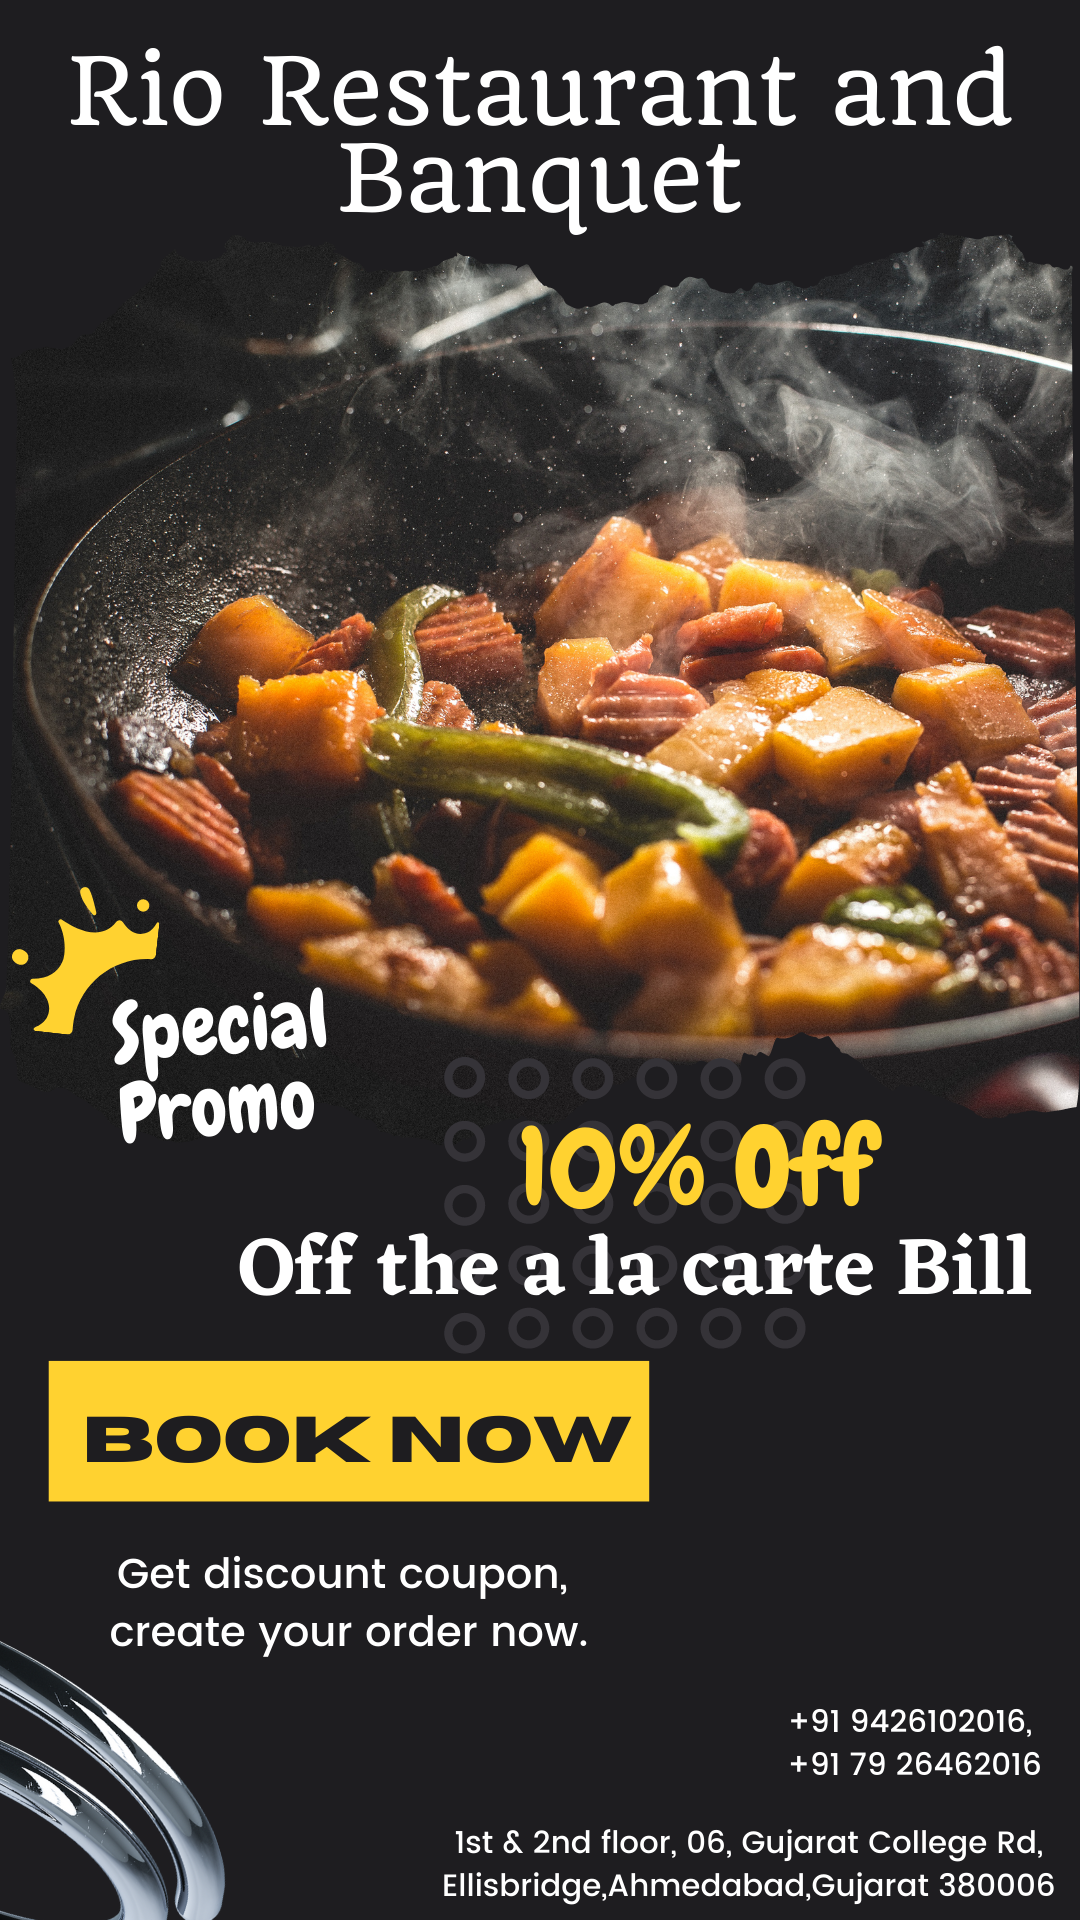 Rio Restaurant and
Banquet
Special
Promo
10% Off
Off the a la carte Bill
BOOK NOW
Get discount coupon,
create your order now.
+91 9426102016,
+91 79 26462016
1st & 2nd floor, 06, Gujarat College Rd,
Ellisbridge,Ahmedabad,Gujarat 380006